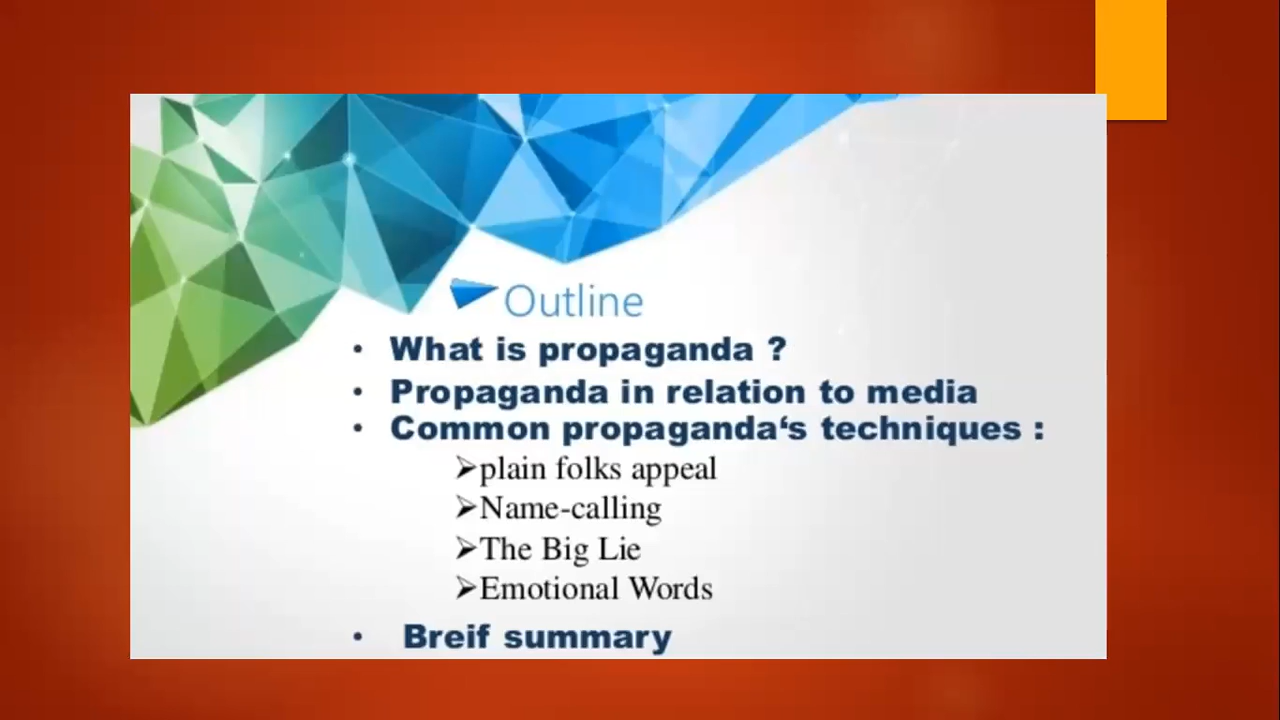 Outline
• What is propaganda ?
• Propaganda in relation to media
• Common propaganda‘s techniques :
➢plain folks appeal
➢Name-calling
➢The Big Lie
➢Emotional Words
• Breif summary